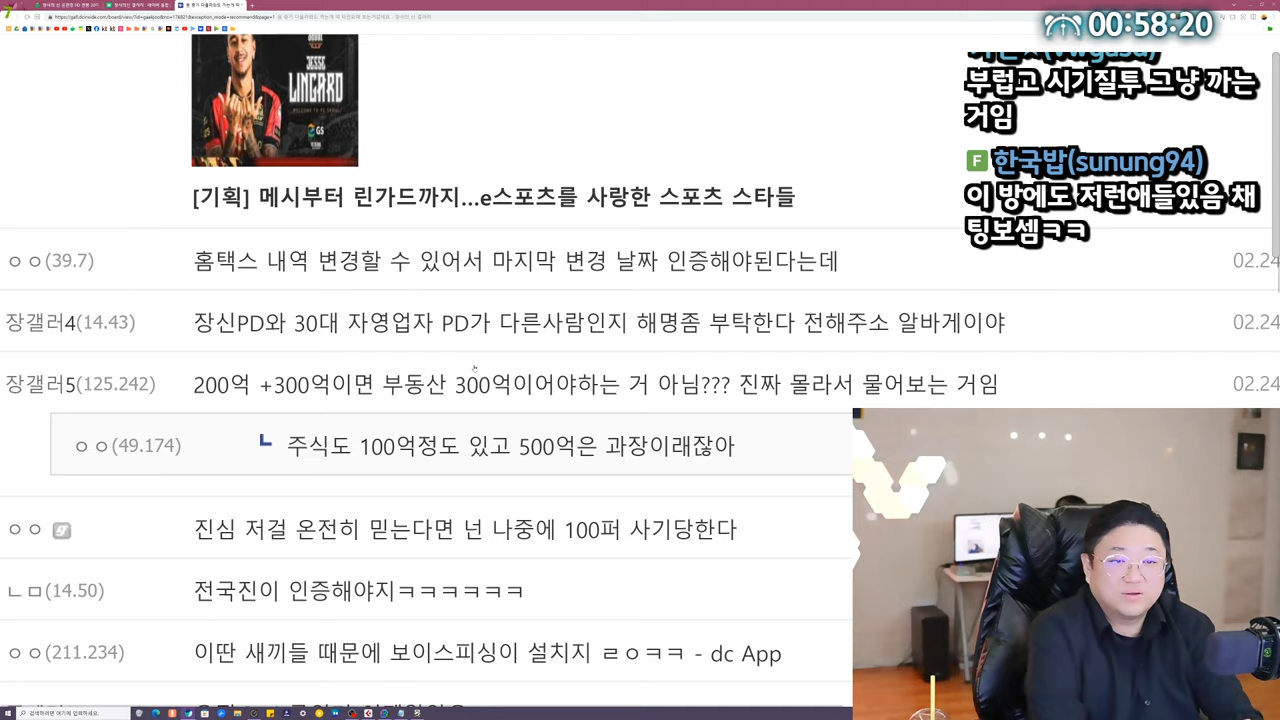 00:58:20
부럽고 시기질투 그냥 까는
거임
F 한국밥(sunung94)
이 방에도 저런애들있음 채
팅보셈ㅋㅋ
JESSE
LINGARD
GS
[기획] 메시부터 린가드까지...e스포츠를 사랑한 스포츠 스타들
ㅇㅇ(39.7) 홈택스 내역 변경할 수 있어서 마지막 변경 날짜 인증해야된다는데 02.24
장갤러4(14.43) 장신PD와 30대 자영업자 PD가 다른사람인지 해명좀 부탁한다 전해주소 알바게이야 02.24
장갤러5(125.242) 200억 +300억이면 부동산 300억이어야하는 거 아님??? 진짜 몰라서 물어보는 거임 02.24
ㅇㅇ(49.174) 주식도 100억정도 있고 500억은 과장이래잖아
ㅇㅇ 진심 저걸 온전히 믿는다면 넌 나중에 100퍼 사기당한다
ㄴㅁ(14.50) 전국진이 인증해야지ㅋㅋㅋㅋㅋㅋ
ㅇㅇ(211.234) 이딴 새끼들 때문에 보이스피싱이 설치지 ㄹㅇㅋㅋ - dc App